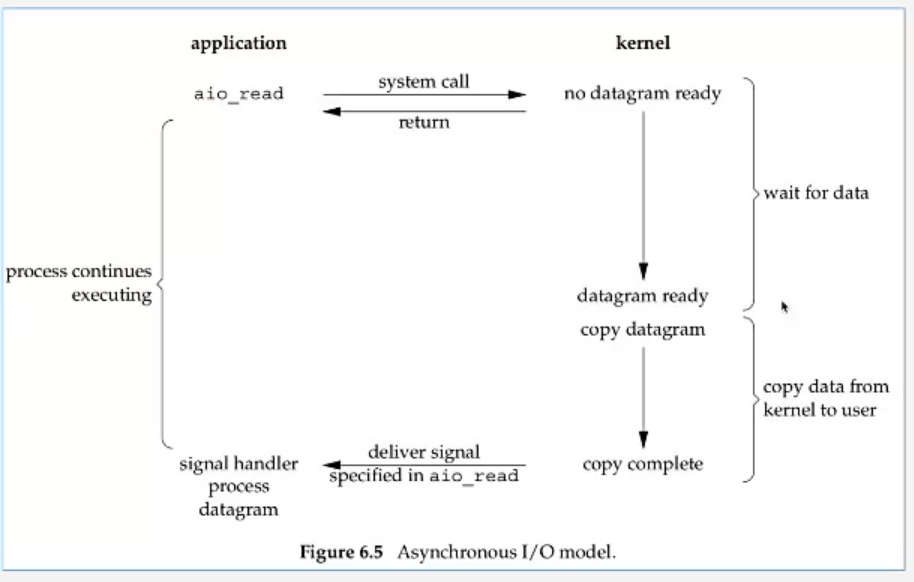 application
kernel
aio_read
system call
no datagram ready
return
wait for data
process continues
executing
datagram ready
copy datagram
copy data from
kernel to user
signal handler
process
datagram
deliver signal
specified in aio_read
copy complete
Figure 6.5 Asynchronous I/O model.